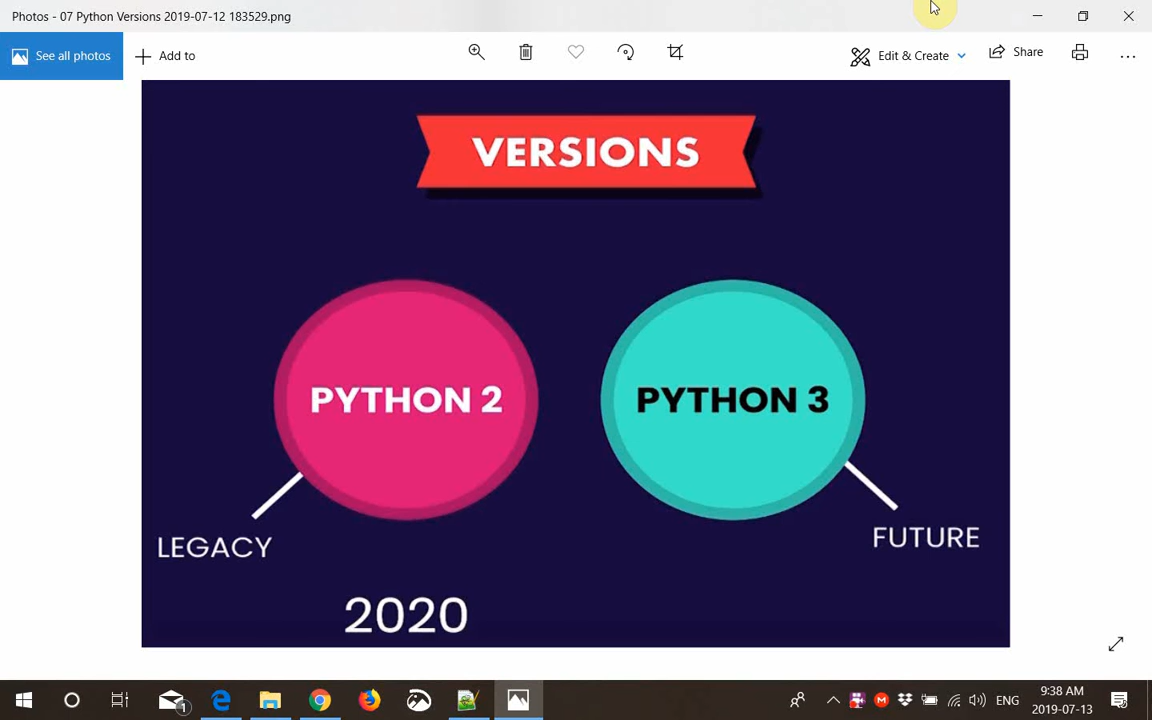 Photos - 07 Python Versions 2019-07-12 183529.png
See all photos
Add to
Edit & Create
Share
VERSIONS
PYTHON 2
PYTHON 3
LEGACY
FUTURE
2020
1
ENG
9:38 AM
2019-07-13